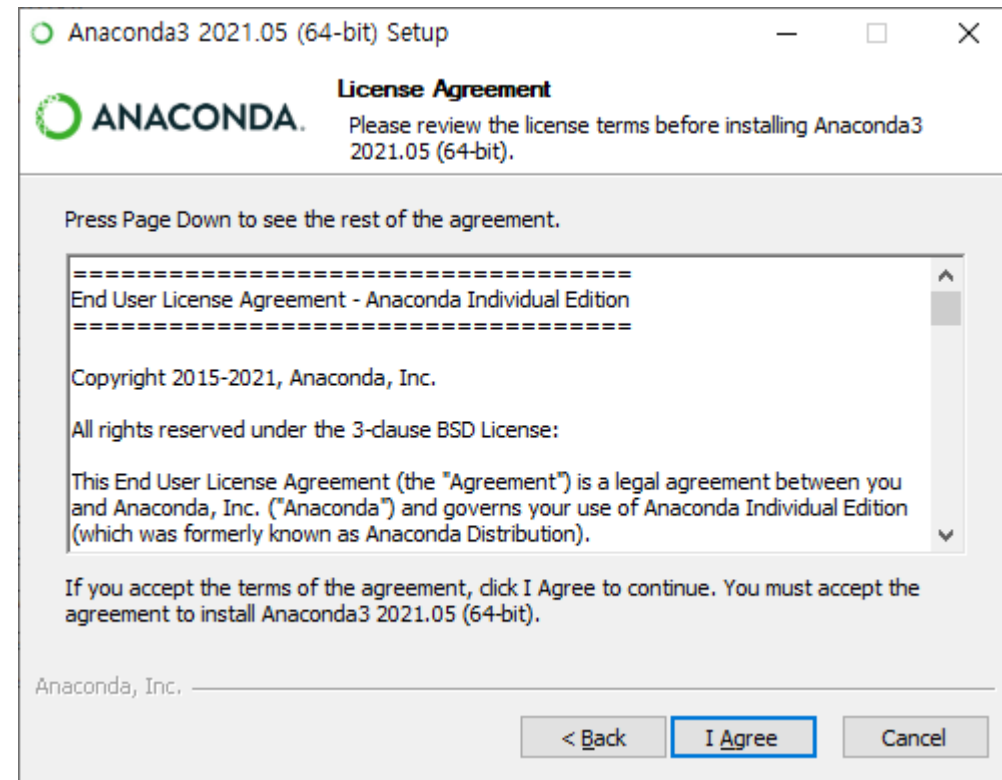 Anaconda3 2021.05 (64-bit) Setup
ANACONDA.
License Agreement
Please review the license terms before installing Anaconda3
2021.05 (64-bit).
Press Page Down to see the rest of the agreement.
===================================
End User License Agreement - Anaconda Individual Edition
===================================
Copyright 2015-2021, Anaconda, Inc.
All rights reserved under the 3-clause BSD License:
This End User License Agreement (the "Agreement") is a legal agreement between you
and Anaconda, Inc. ("Anaconda") and governs your use of Anaconda Individual Edition
(which was formerly known as Anaconda Distribution).
If you accept the terms of the agreement, click I Agree to continue. You must accept the
agreement to install Anaconda3 2021.05 (64-bit).
Anaconda, Inc.
< Back
I Agree
Cancel